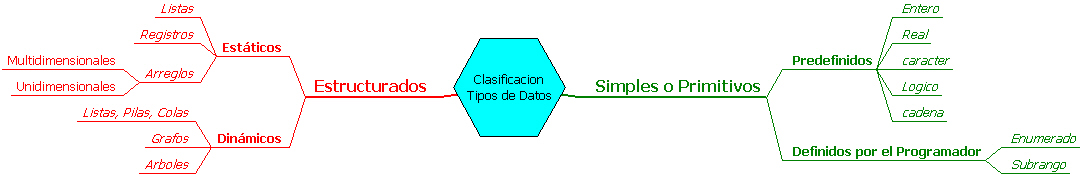 Listas
Registros
Estáticos
Multidimensionales
Arreglos
Unidimensionales
Estructurados
Listas, Pilas, Colas
Grafos
Dinámicos
Arboles
Clasificacion
Tipos de Datos
Simples o Primitivos
Entero
Real
Predefinidos
caracter
Logico
cadena
Definidos por el Programador
Enumerado
Subrango